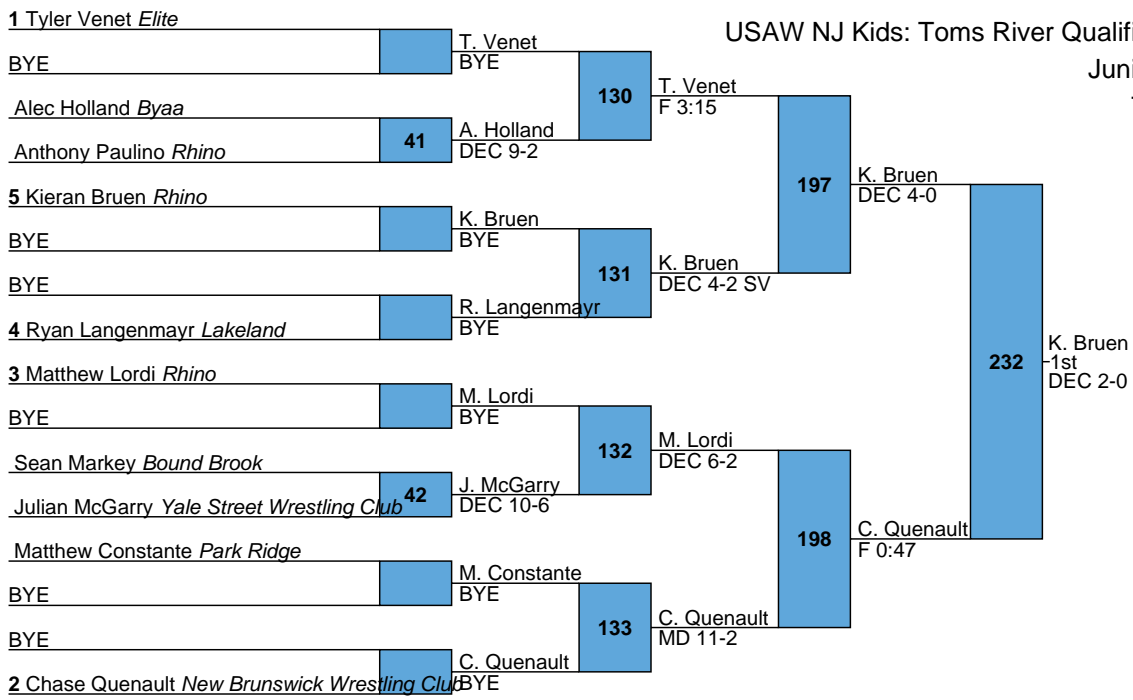 USAW NJ Kids: Toms River Qualifi
Juni
1 Tyler Venet Elite
BYE
T. Venet
BYE
130
T. Venet
F 3:15
Alec Holland Byaa
41
A. Holland
DEC 9-2
Anthony Paulino Rhino
197
K. Bruen
DEC 4-0
5 Kieran Bruen Rhino
K. Bruen
BYE
BYE
131
K. Bruen
DEC 4-2 SV
BYE
R. Langenmayr
BYE
4 Ryan Langenmayr Lakeland
232
K. Bruen
1st
DEC 2-0
3 Matthew Lordi Rhino
M. Lordi
BYE
BYE
132
M. Lordi
DEC 6-2
Sean Markey Bound Brook
42
J. McGarry
DEC 10-6
Julian McGarry Yale Street Wrestling Club
198
C. Quenault
F 0:47
Matthew Constante Park Ridge
M. Constante
BYE
BYE
133
C. Quenault
MD 11-2
BYE
C. Quenault
BYE
2 Chase Quenault New Brunswick Wrestling Club